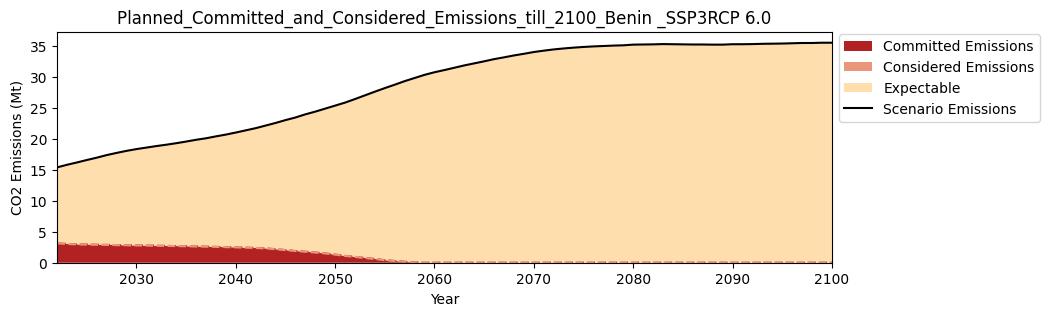 Planned_Committed_and_Considered_Emissions_till_2100_Benin _SSP3RCP 6.0
CO2 Emissions (Mt)
35
30
25
20
15
10
5
0
2030 2040 2050 2060 2070 2080 2090 2100
Year
Committed Emissions
Considered Emissions
Expectable
Scenario Emissions